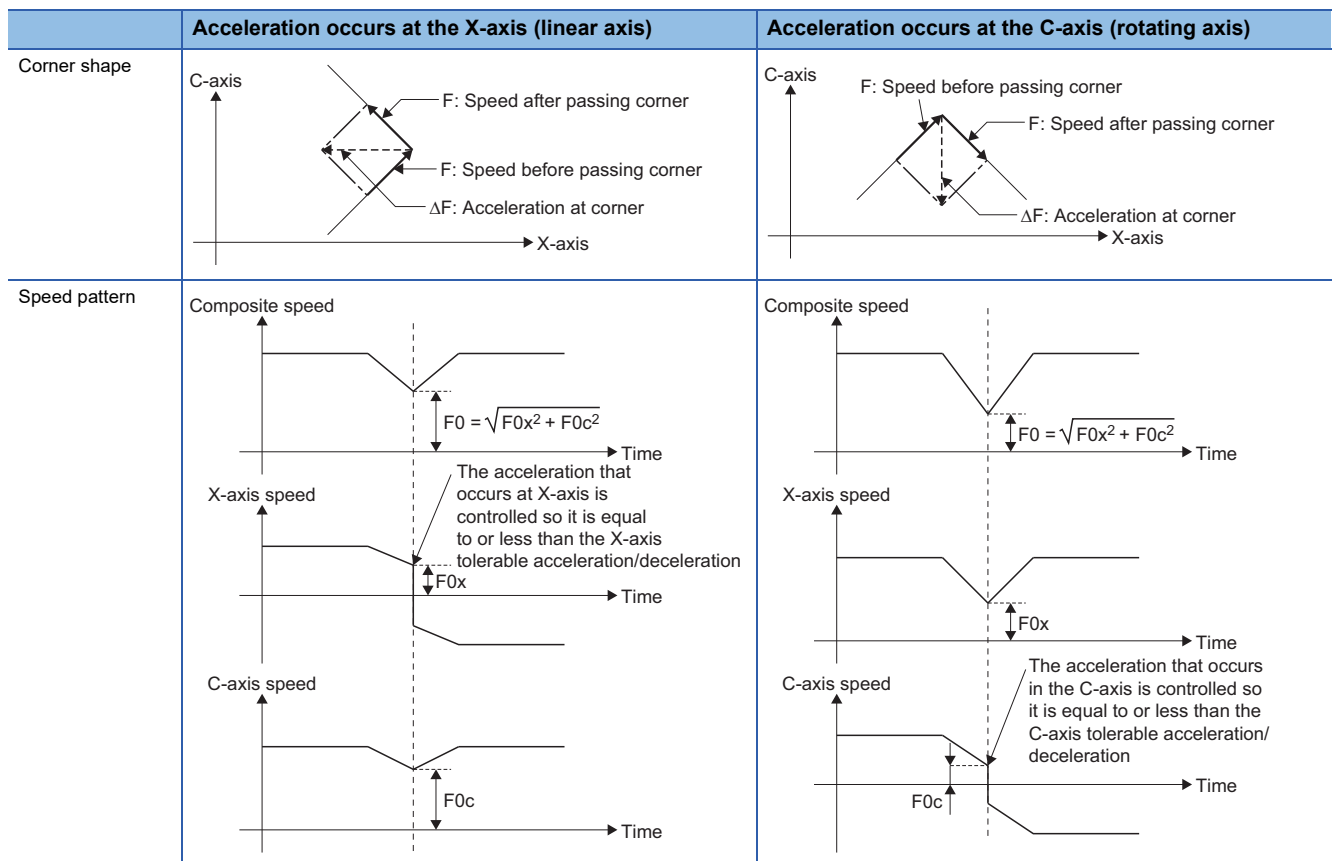 Acceleration occurs at the X-axis (linear axis)
Acceleration occurs at the C-axis (rotating axis)
Corner shape
C-axis
F: Speed after passing corner
F: Speed before passing corner
ΔF: Acceleration at corner
X-axis
C-axis
F: Speed before passing corner
F: Speed after passing corner
ΔF: Acceleration at corner
X-axis
Speed pattern
Composite speed
F0 = √F0x² + F0c²
Time
The acceleration that
occurs at X-axis is
controlled so it is equal
to or less than the X-axis
tolerable acceleration/deceleration
X-axis speed
F0x
Time
C-axis speed
F0c
Time
Composite speed
F0 = √F0x² + F0c²
Time
X-axis speed
F0x
Time
The acceleration that occurs
in the C-axis is controlled so
it is equal to or less than the
C-axis tolerable acceleration/
deceleration
C-axis speed
F0c
Time